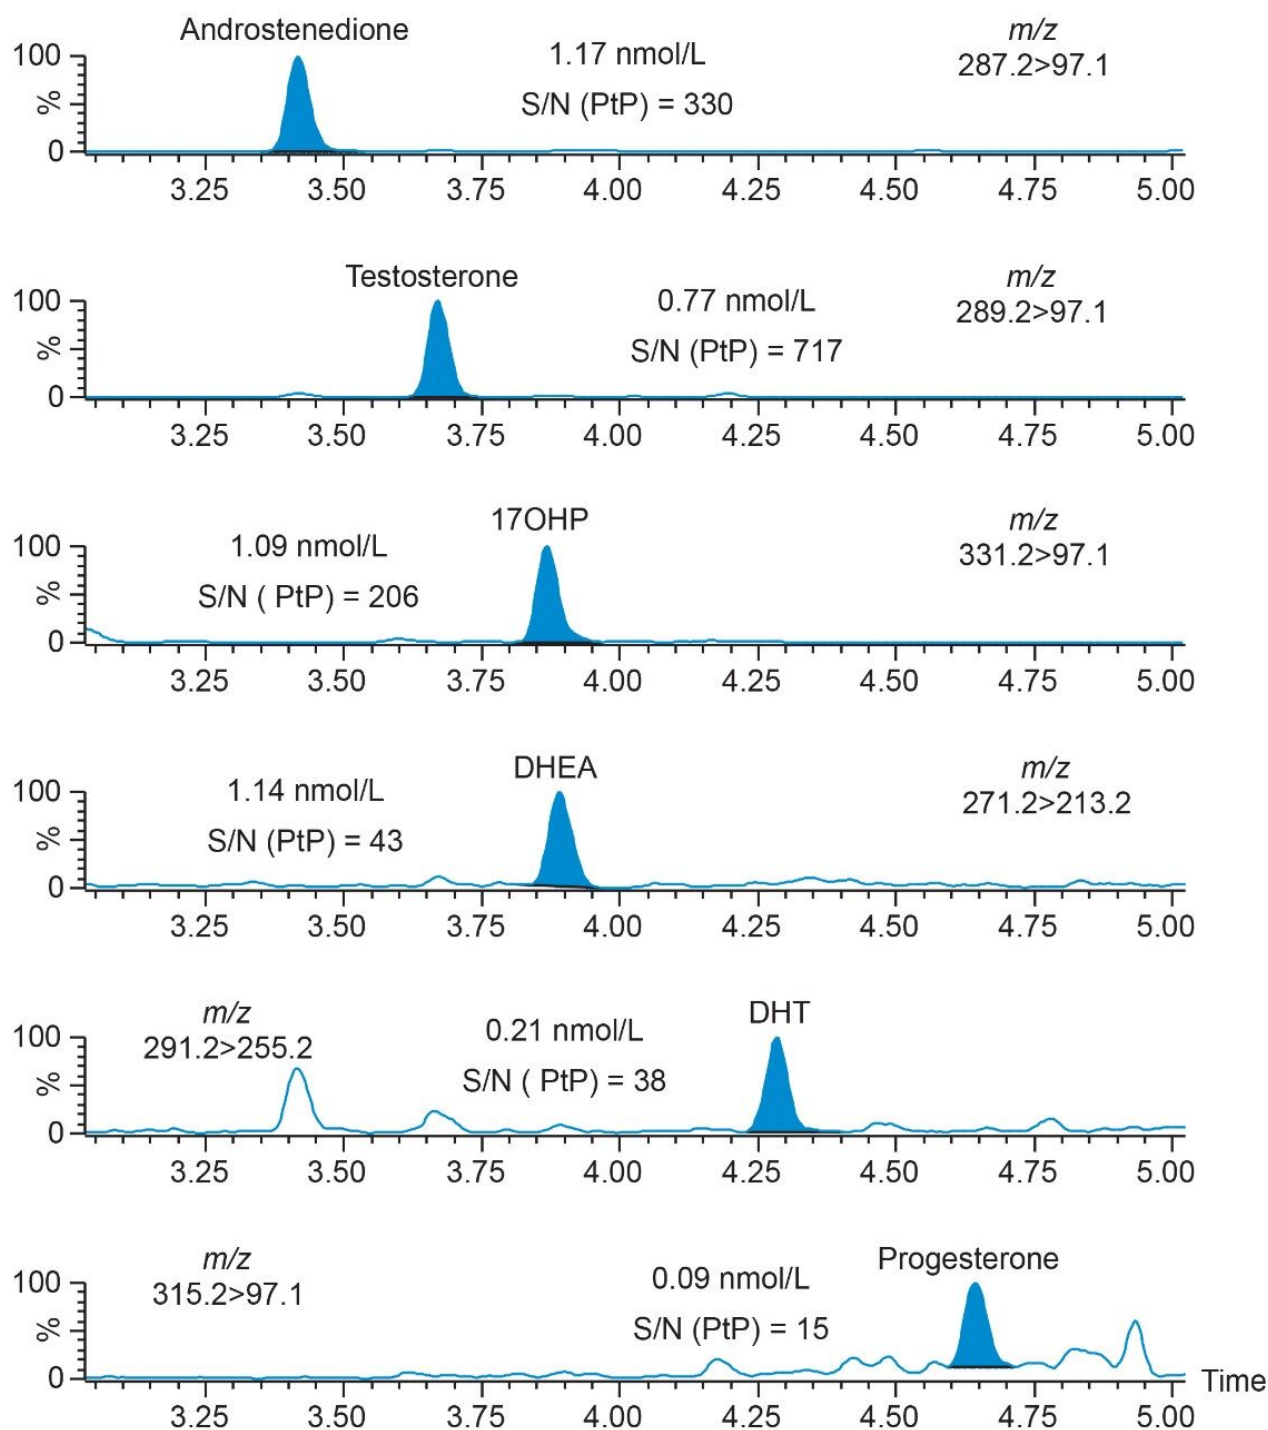 Androstenedione
1.17 nmol/L
S/N (PtP) = 330
m/z
287.2>97.1
100
%
0
3.25 3.50 3.75 4.00 4.25 4.50 4.75 5.00
Testosterone
0.77 nmol/L
S/N (PtP) = 717
m/z
289.2>97.1
100
%
0
3.25 3.50 3.75 4.00 4.25 4.50 4.75 5.00
17OHP
1.09 nmol/L
S/N ( PtP) = 206
m/z
331.2>97.1
100
%
0
3.25 3.50 3.75 4.00 4.25 4.50 4.75 5.00
DHEA
1.14 nmol/L
S/N (PtP) = 43
m/z
271.2>213.2
100
%
0
3.25 3.50 3.75 4.00 4.25 4.50 4.75 5.00
m/z
291.2>255.2
0.21 nmol/L
S/N ( PtP) = 38
DHT
100
%
0
3.25 3.50 3.75 4.00 4.25 4.50 4.75 5.00
m/z
315.2>97.1
0.09 nmol/L
S/N (PtP) = 15
Progesterone
100
%
0
Time
3.25 3.50 3.75 4.00 4.25 4.50 4.75 5.00